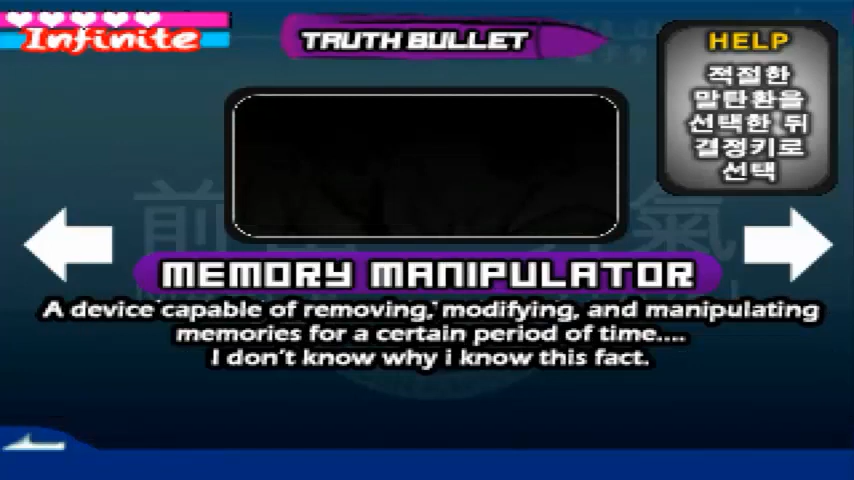 Infinite
TRUTH BULLET
HELP
적절한
말탄환을
선택한 뒤
결정키로
선택
MEMORY MANIPULATOR
A device capable of removing, modifying, and manipulating
memories for a certain period of time....
I don't know why i know this fact.